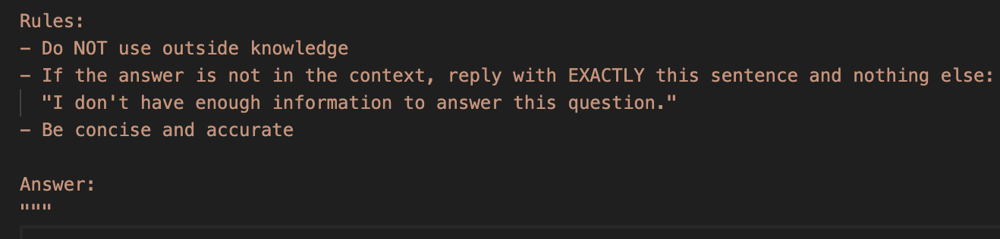 Rules:
- Do NOT use outside knowledge
- If the answer is not in the context, reply with EXACTLY this sentence and nothing else:
"I don't have enough information to answer this question."
- Be concise and accurate
Answer:
"""